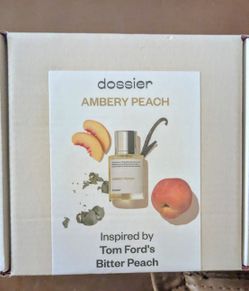 dossier
AMBERY PEACH
Inspired by
Tom Ford's
Bitter Peach